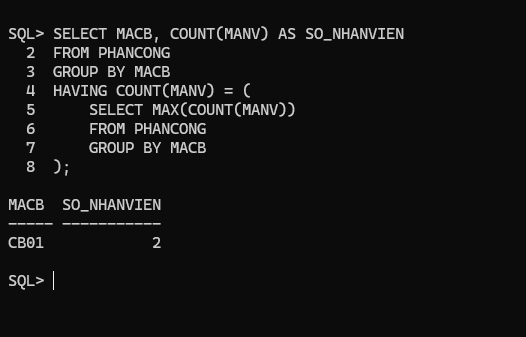 SQL> SELECT MACB, COUNT(MANV) AS SO_NHANVIEN
  2  FROM PHANCONG
  3  GROUP BY MACB
  4  HAVING COUNT(MANV) = (
  5      SELECT MAX(COUNT(MANV))
  6      FROM PHANCONG
  7      GROUP BY MACB
  8  );
MACB  SO_NHANVIEN
----- -----------
CB01            2
SQL>